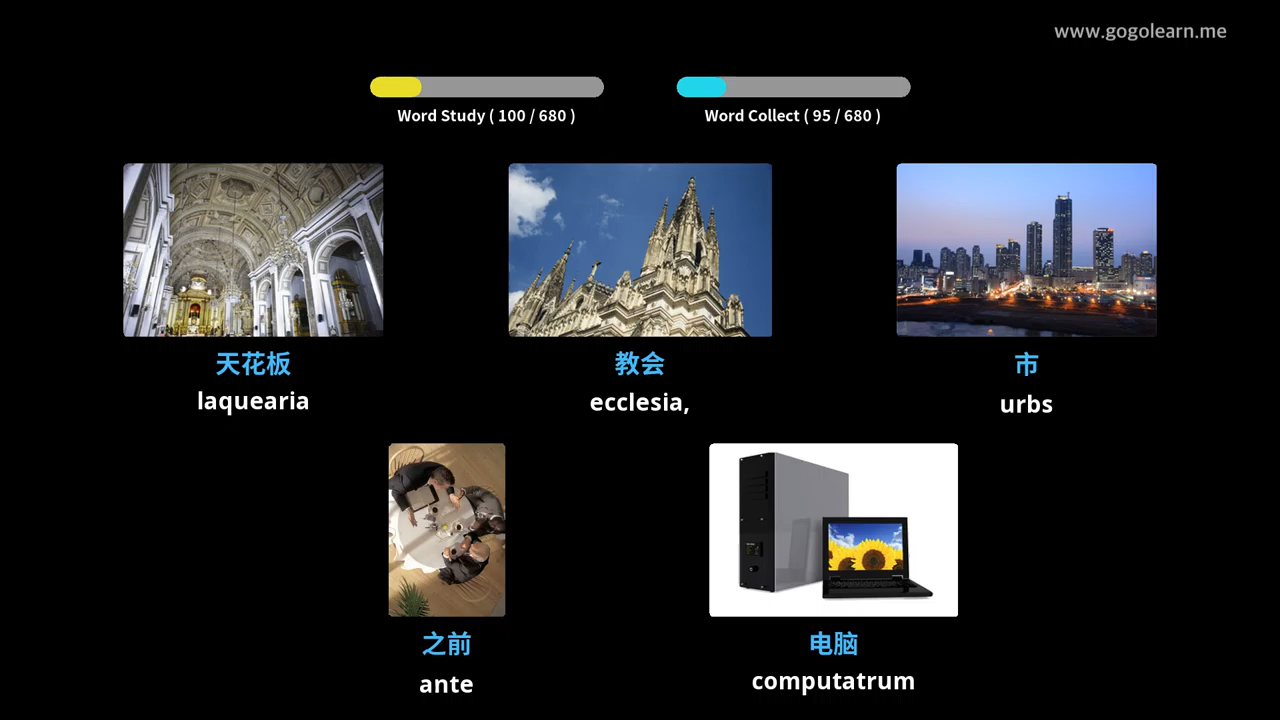 www.gogolearn.me
Word Study ( 100 / 680 )
Word Collect ( 95 / 680 )
天花板
laquearia
教会
ecclesia,
市
urbs
之前
ante
电脑
computatrum